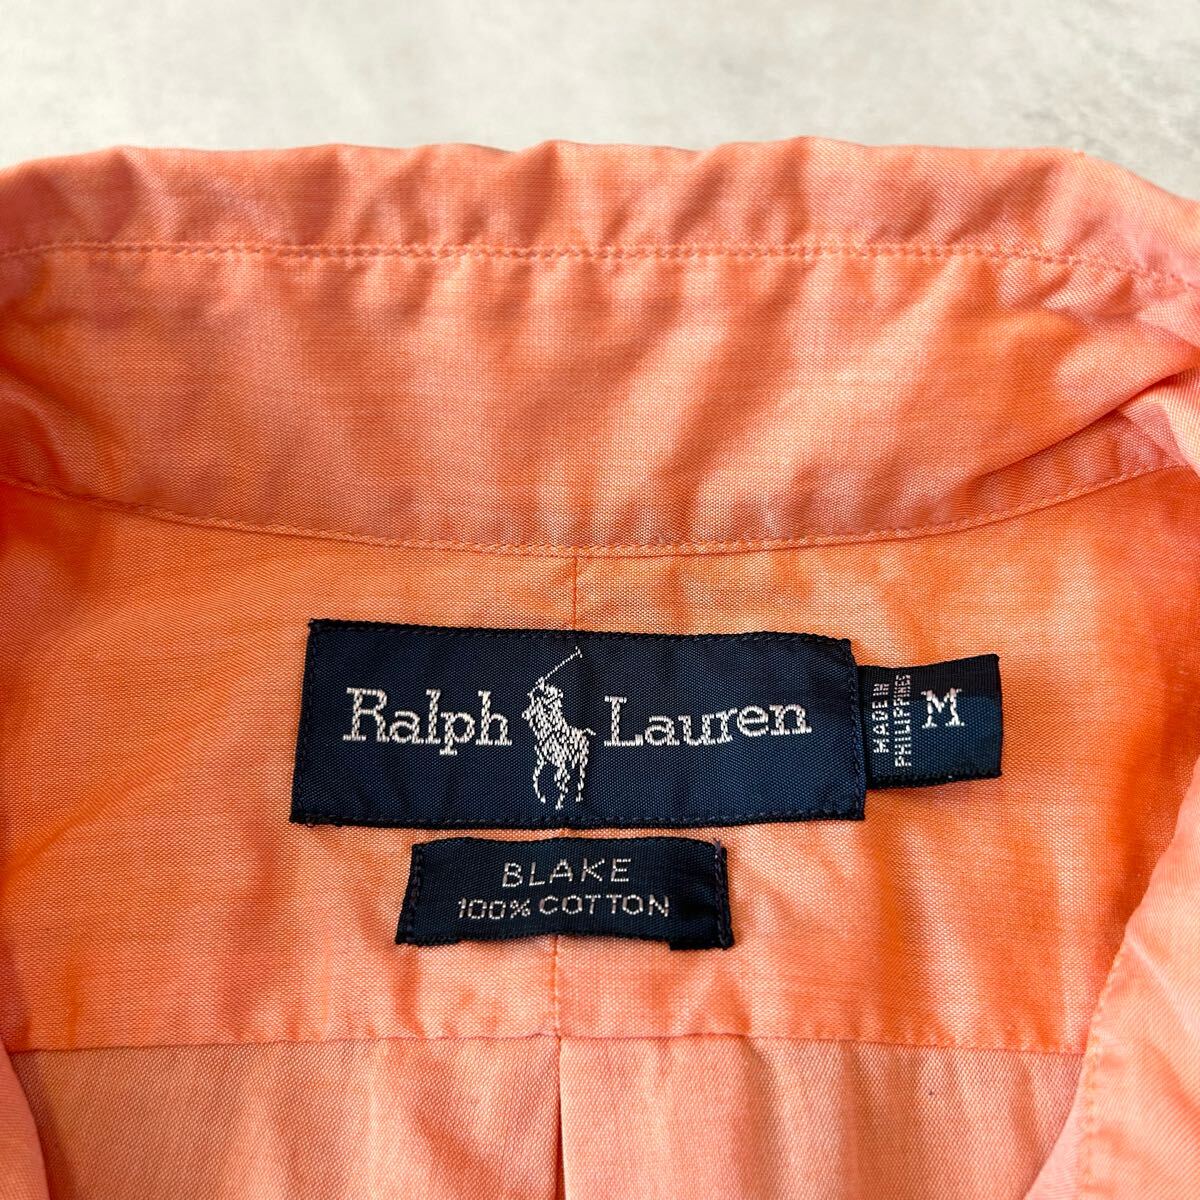 Ralph Lauren
MADE IN
PHILIPPINES
M
BLAKE
100% COTTON